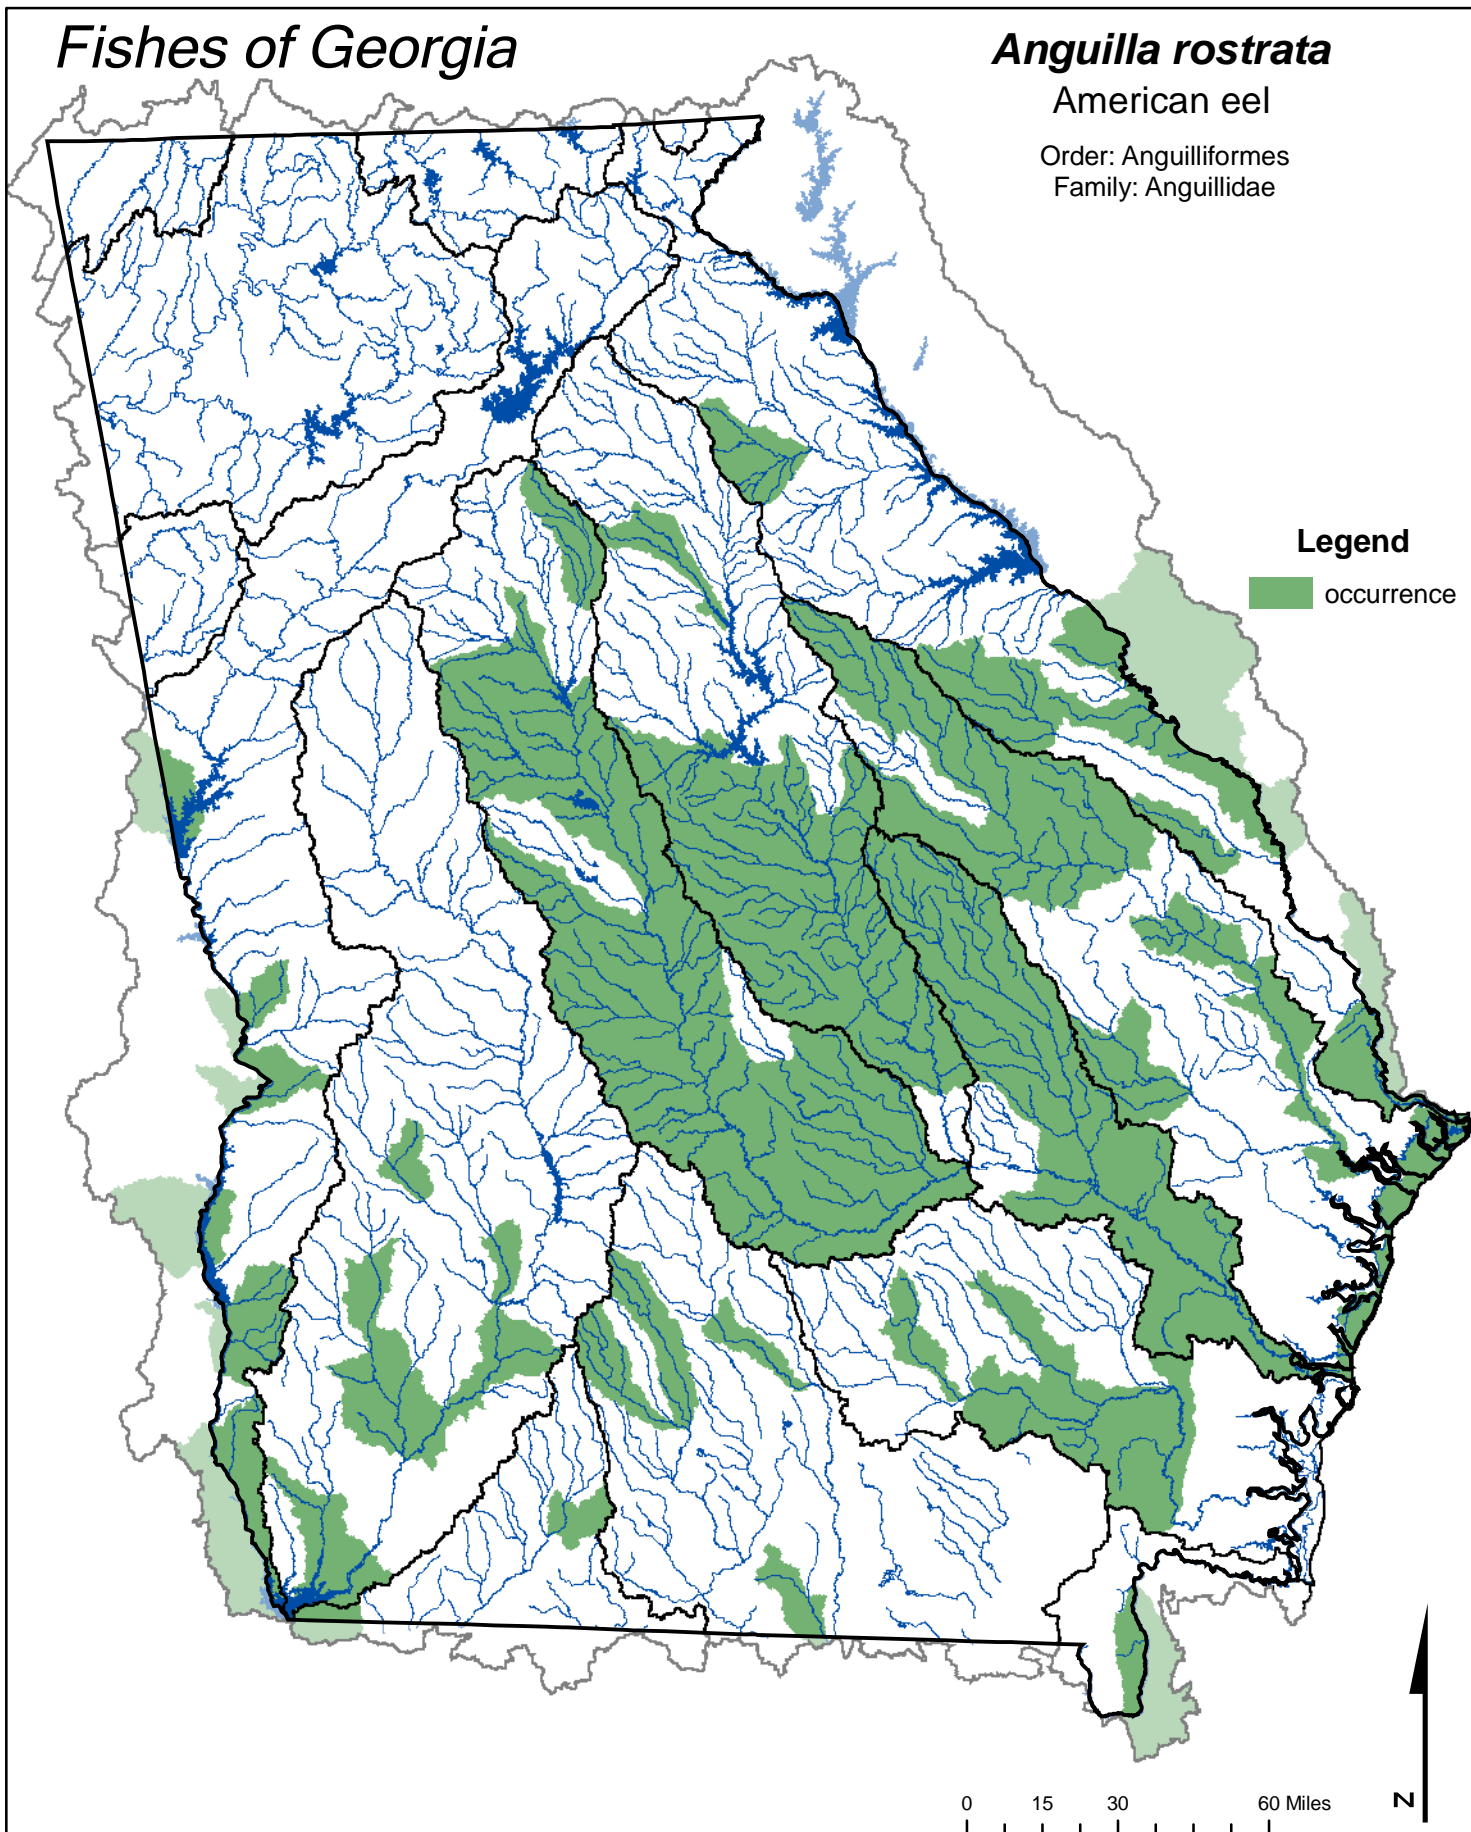 Fishes of Georgia
Anguilla rostrata
American eel
Order: Anguilliformes
Family: Anguillidae
Legend
occurrence
0 15 30 60 Miles
N